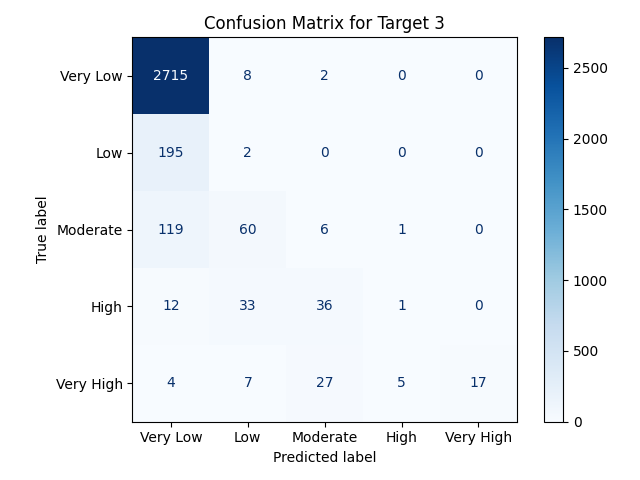 Confusion Matrix for Target 3
Very Low 2715 8 2 0 0
Low 195 2 0 0 0
Moderate 119 60 6 1 0
High 12 33 36 1 0
Very High 4 7 27 5 17
Very Low Low Moderate High Very High
Predicted label
True label
2500
2000
1500
1000
500
0